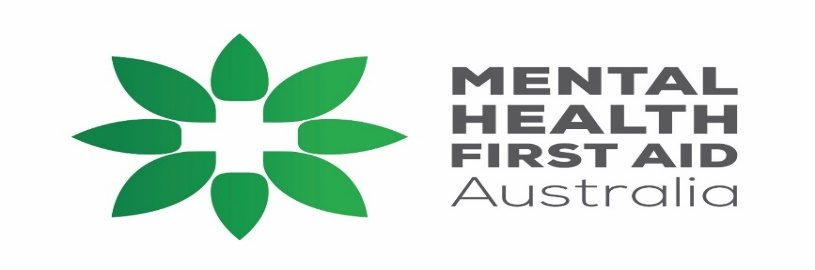 MENTAL
HEALTH
FIRST AID
Australia